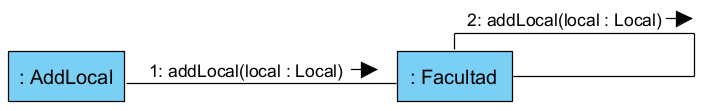 2: addLocal(local : Local)
: AddLocal
1: addLocal(local : Local)
: Facultad